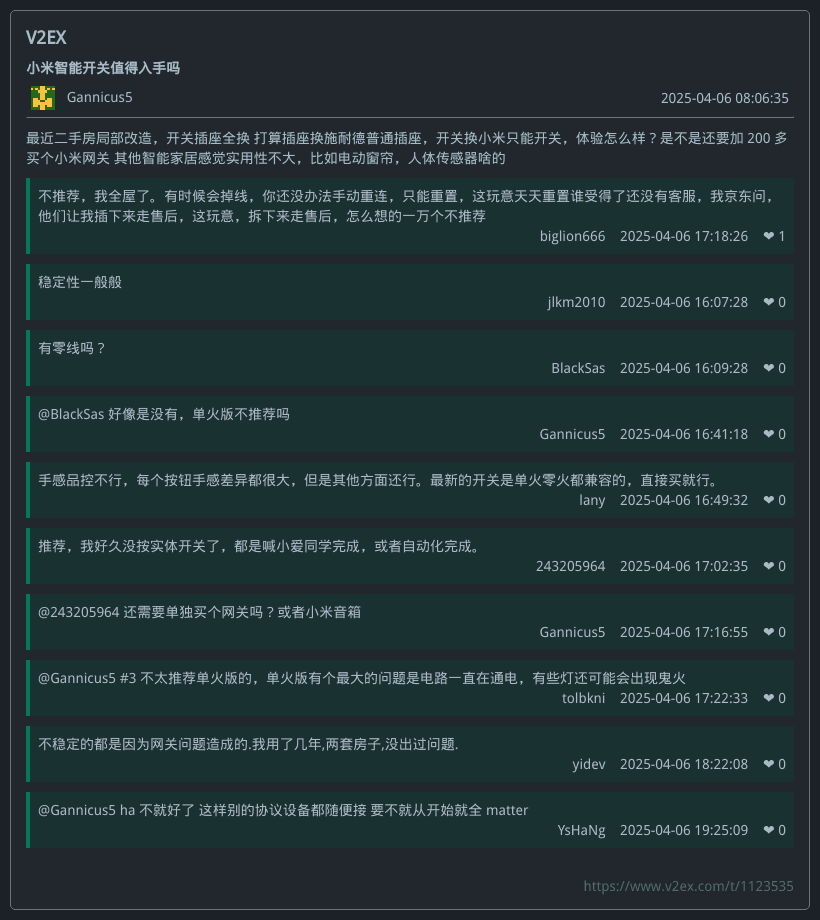 V2EX
小米智能开关值得入手吗
Gannicus5 2025-04-06 08:06:35
最近二手房局部改造，开关插座全换 打算插座换施耐德普通插座，开关换小米只能开关，体验怎么样？是不是还要加 200 多
买个小米网关 其他智能家居感觉实用性不大，比如电动窗帘，人体传感器啥的
不推荐，我全屋了。有时候会掉线，你还没办法手动重连，只能重置，这玩意天天重置谁受得了还没有客服，我京东问，
他们让我插下来走售后，这玩意，拆下来走售后，怎么想的一万个不推荐
biglion666 2025-04-06 17:18:26 ❤ 1
稳定性一般般
jlkm2010 2025-04-06 16:07:28 ❤ 0
有零线吗？
BlackSas 2025-04-06 16:09:28 ❤ 0
@BlackSas 好像是没有，单火版不推荐吗
Gannicus5 2025-04-06 16:41:18 ❤ 0
手感品控不行，每个按钮手感差异都很大，但是其他方面还行。最新的开关是单火零火都兼容的，直接买就行。
lany 2025-04-06 16:49:32 ❤ 0
推荐，我好久没按实体开关了，都是喊小爱同学完成，或者自动化完成。
243205964 2025-04-06 17:02:35 ❤ 0
@243205964 还需要单独买个网关吗？或者小米音箱
Gannicus5 2025-04-06 17:16:55 ❤ 0
@Gannicus5 #3 不太推荐单火版的，单火版有个最大的问题是电路一直在通电，有些灯还可能会出现鬼火
tolbkni 2025-04-06 17:22:33 ❤ 0
不稳定的都是因为网关问题造成的.我用了几年,两套房子,没出过问题.
yidev 2025-04-06 18:22:08 ❤ 0
@Gannicus5 ha 不就好了 这样别的协议设备都随便接 要不就从开始就全 matter
YsHaNg 2025-04-06 19:25:09 ❤ 0
https://www.v2ex.com/t/1123535